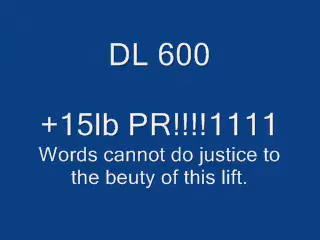 DL 600
+15lb PR!!!!1111
Words cannot do justice to
the beuty of this lift.